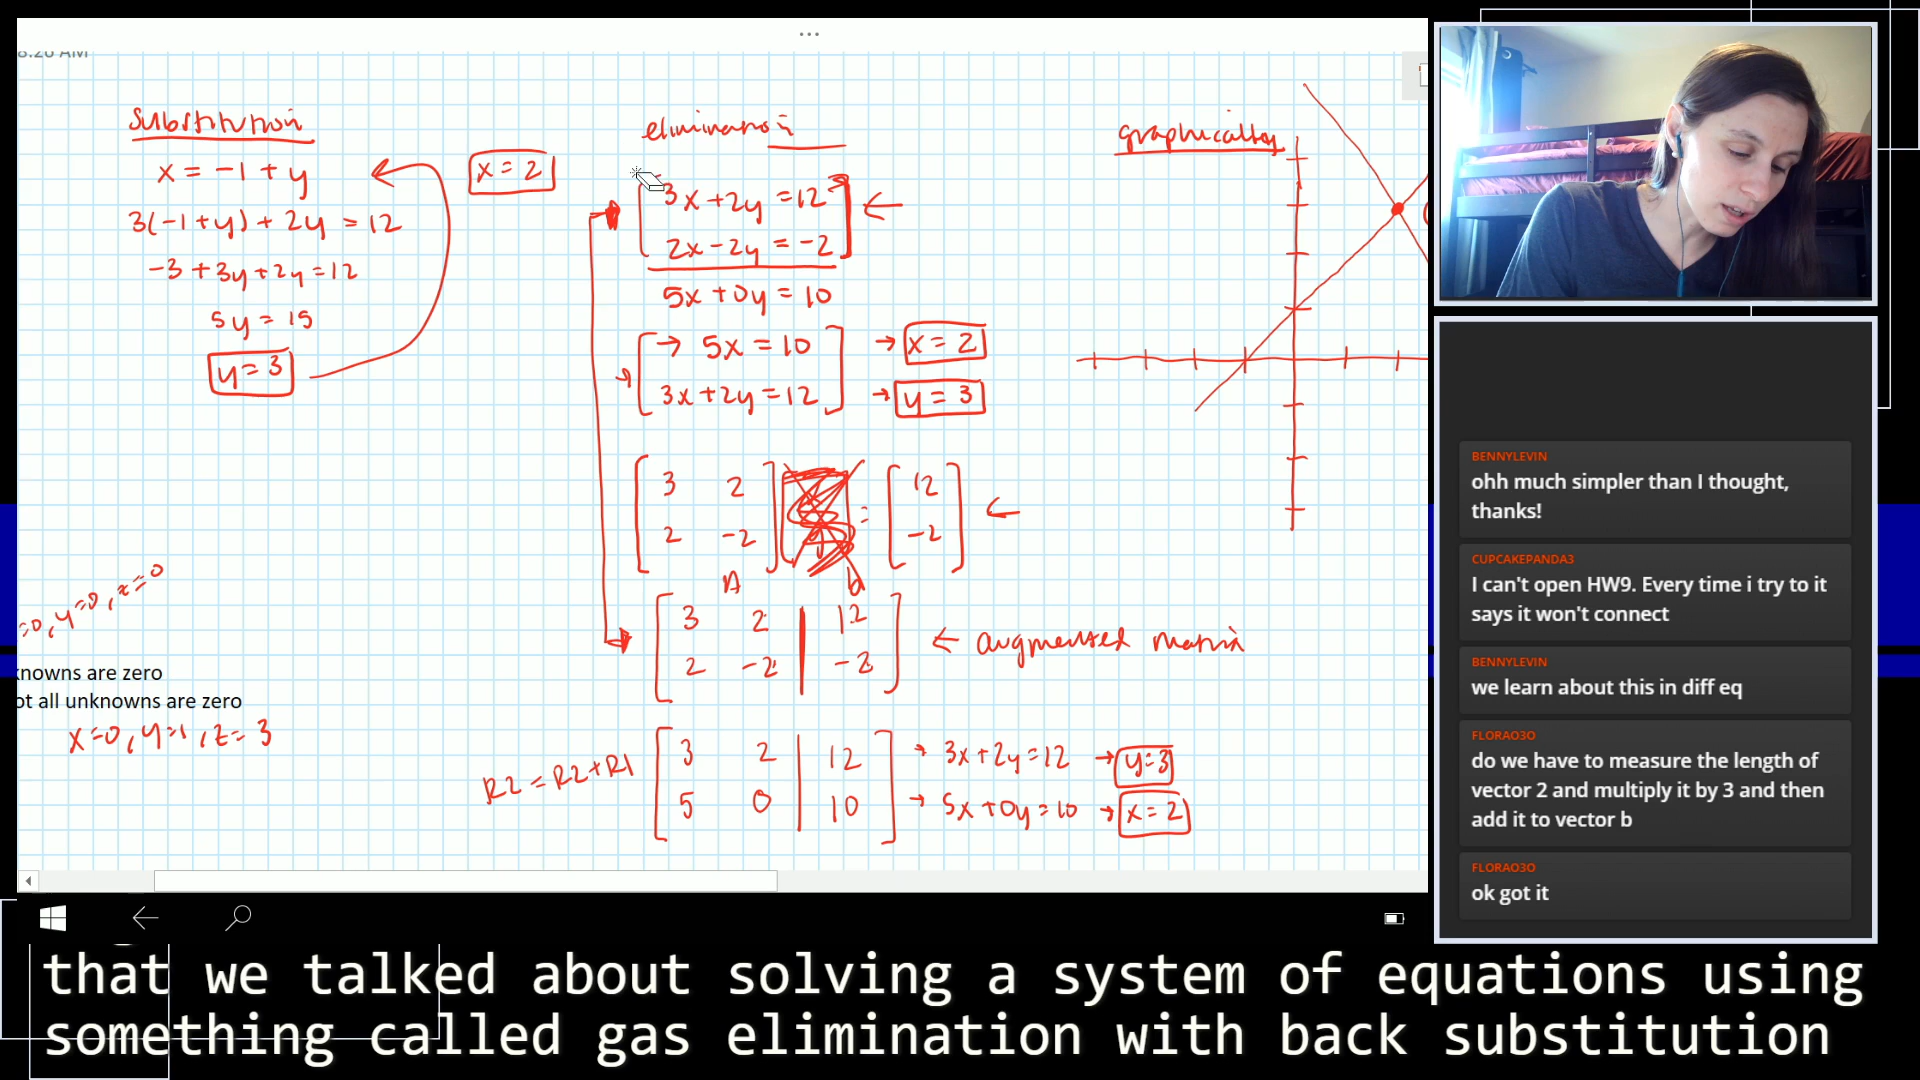 8:26 AM
substitution
x = -1 + y
3(-1+y) + 2y = 12
-3 + 3y + 2y = 12
5y = 15
y = 3
x = 2
=0, y=0, z=0
knowns are zero
ot all unknowns are zero
x=0, y=1, z=3
elimination
3x + 2y = 12
2x - 2y = -2
5x + 0y = 10
→ 5x = 10 → x = 2
3x + 2y = 12 → y = 3
3 2 = 12 ←
2 -2 -2
A b
3 2 | 12
2 -2 | -2
← augmented matrix
R2 = R2+R1
3 2 | 12 → 3x + 2y = 12 → y = 3
5 0 | 10 → 5x + 0y = 10 → x = 2
graphically
BENNYLEVIN
ohh much simpler than I thought,
thanks!
CUPCAKEPANDA3
I can't open HW9. Every time i try to it
says it won't connect
BENNYLEVIN
we learn about this in diff eq
FLORAO3O
do we have to measure the length of
vector 2 and multiply it by 3 and then
add it to vector b
FLORAO3O
ok got it
that we talked about solving a system of equations using
something called gas elimination with back substitution